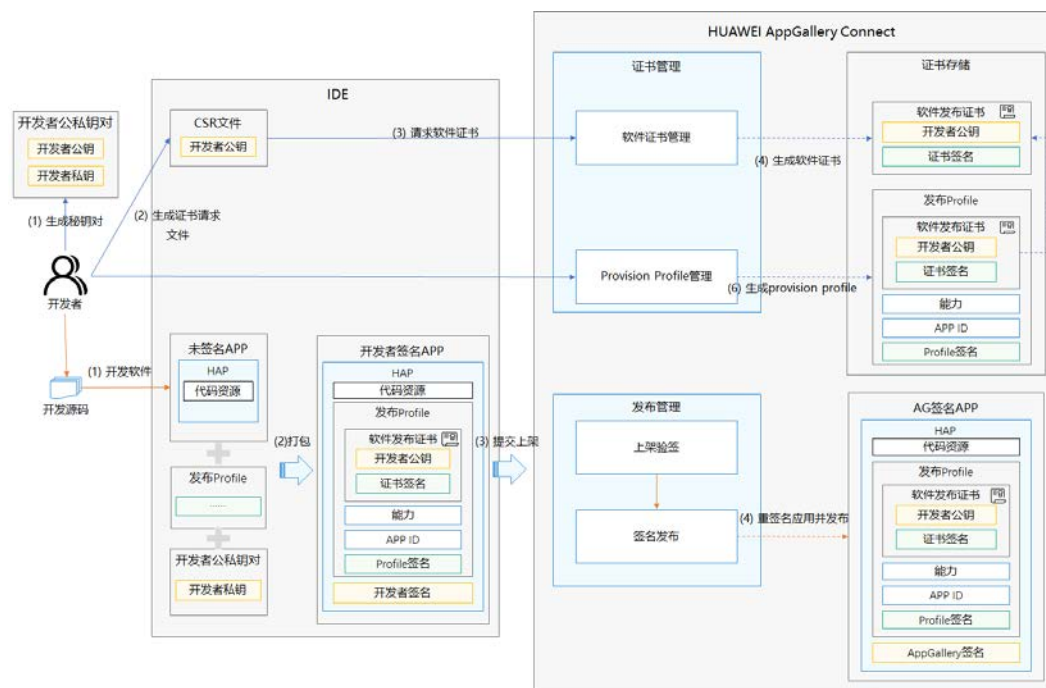 HUAWEI AppGallery Connect
IDE
证书管理
证书存储
开发者公私钥对
开发者公钥
开发者私钥
CSR文件
开发者公钥
(3) 请求软件证书
软件证书管理
(4) 生成软件证书
软件发布证书
开发者公钥
证书签名
(1) 生成秘钥对
(2) 生成证书请求
文件
开发者
Provision Profile管理
(6) 生成provision profile
发布Profile
软件发布证书
开发者公钥
证书签名
能力
APP ID
Profile签名
(1) 开发软件
开发源码
未签名APP
HAP
代码资源
发布Profile
......
开发者公私钥对
开发者私钥
(2)打包
开发者签名APP
HAP
代码资源
发布Profile
软件发布证书
开发者公钥
证书签名
能力
APP ID
Profile签名
开发者签名
(3) 提交上架
发布管理
上架验签
签名发布
(4) 重签名应用并发布
AG签名APP
HAP
代码资源
发布Profile
软件发布证书
开发者公钥
证书签名
能力
APP ID
Profile签名
AppGallery签名